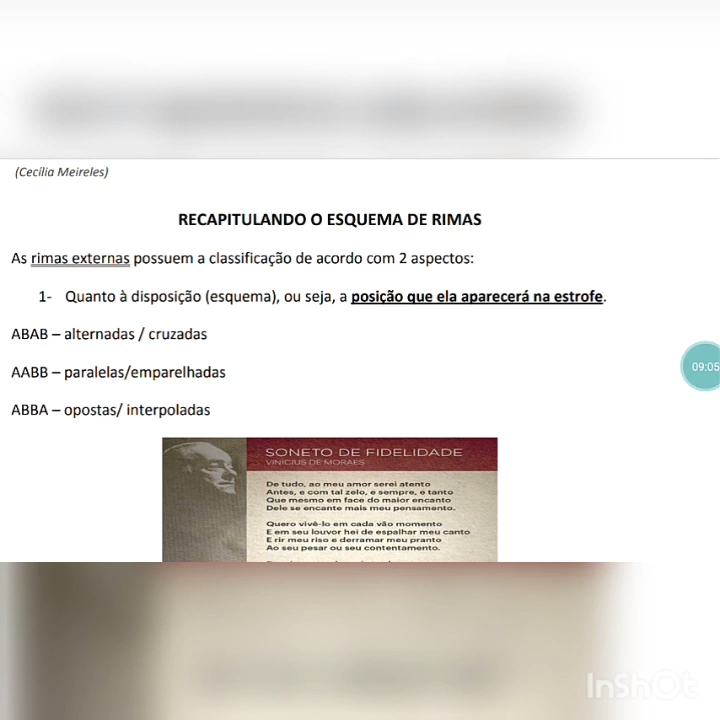 (Cecília Meireles)
RECAPITULANDO O ESQUEMA DE RIMAS
As rimas externas possuem a classificação de acordo com 2 aspectos:
1- Quanto à disposição (esquema), ou seja, a posição que ela aparecerá na estrofe.
ABAB – alternadas / cruzadas
AABB – paralelas/emparelhadas
09:05
ABBA – opostas/ interpoladas
SONETO DE FIDELIDADE
VINICIUS DE MORAES
De tudo, ao meu amor serei atento
Antes, e com tal zelo, e sempre, e tanto
Que mesmo em face do maior encanto
Dele se encante mais meu pensamento.
Quero vivê-lo em cada vão momento
E em seu louvor hei de espalhar meu canto
E rir meu riso e derramar meu pranto
Ao seu pesar ou seu contentamento.
InShOt